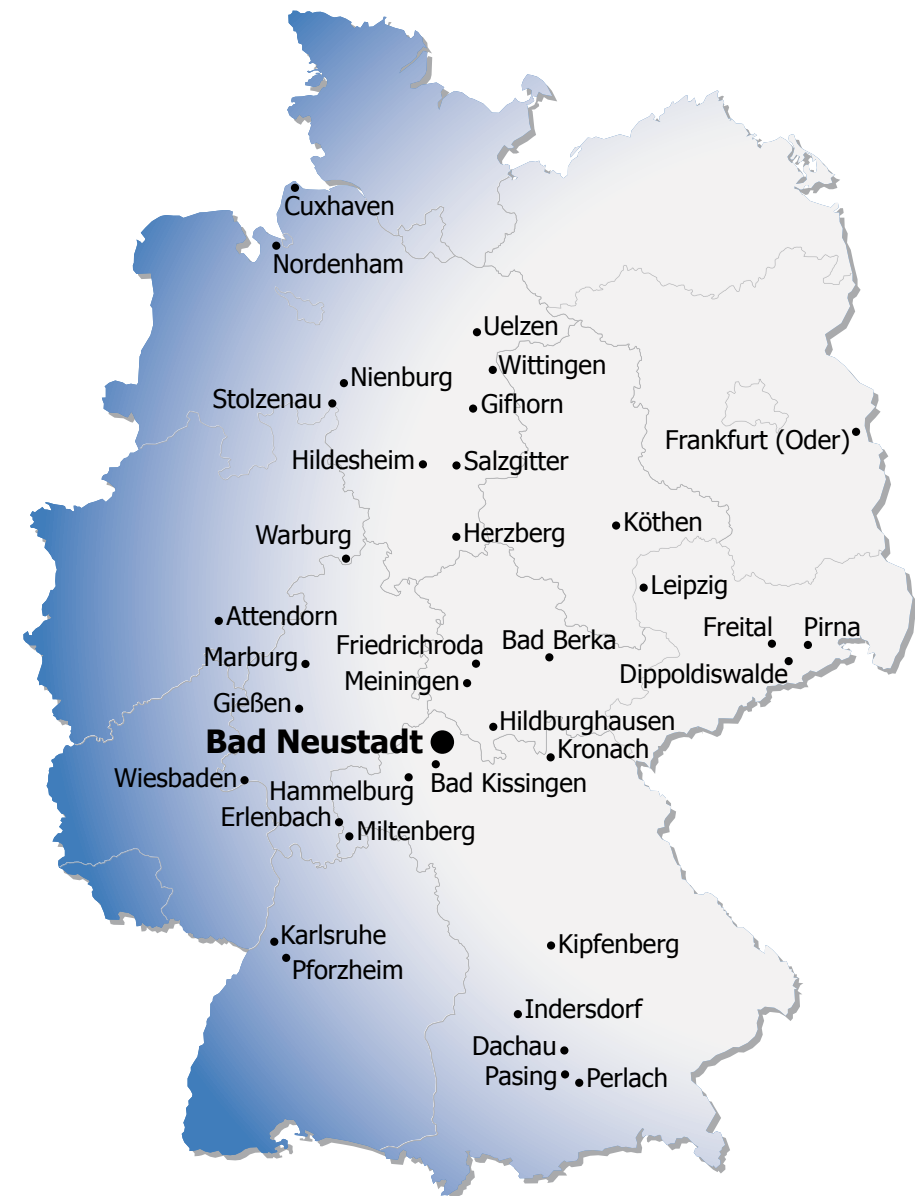 Cuxhaven
Nordenham
Uelzen
Wittingen
Nienburg
Stolzenau
Gifhorn
Frankfurt (Oder)
Hildesheim
Salzgitter
Köthen
Warburg
Herzberg
Leipzig
Attendorn
Freital
Pirna
Friedrichroda
Bad Berka
Marburg
Dippoldiswalde
Meiningen
Gießen
Hildburghausen
Bad Neustadt
Kronach
Wiesbaden
Bad Kissingen
Hammelburg
Erlenbach
Miltenberg
Karlsruhe
Kipfenberg
Pforzheim
Indersdorf
Dachau
Pasing
Perlach